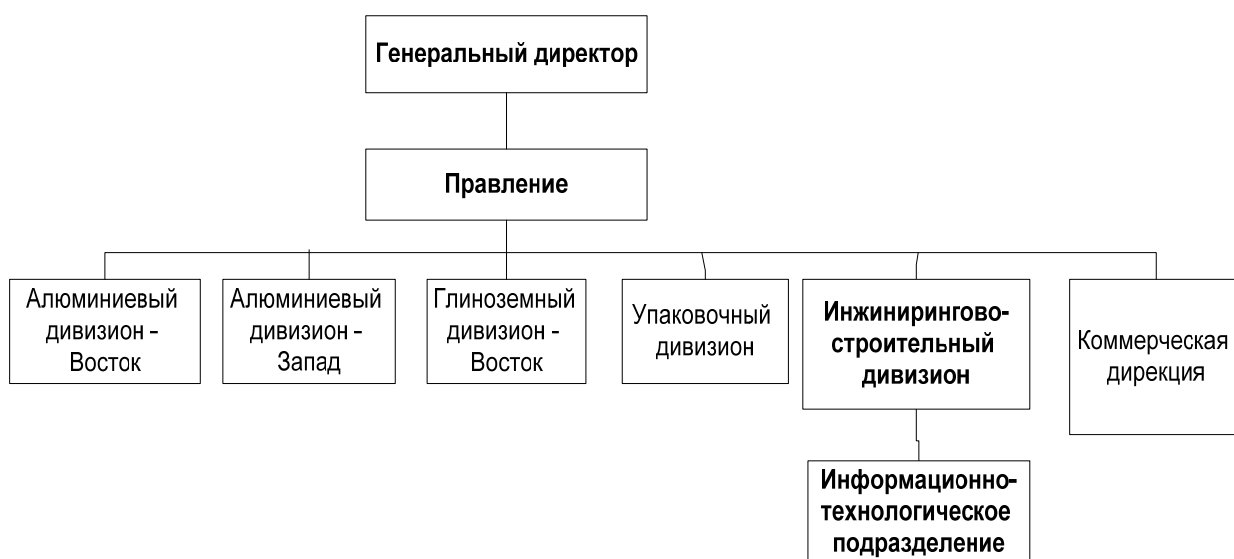 Генеральный директор
Правление
Алюминиевый
дивизион -
Восток
Алюминиевый
дивизион -
Запад
Глиноземный
дивизион -
Восток
Упаковочный
дивизион
Инжинирингово-
строительный
дивизион
Коммерческая
дирекция
Информационно-
технологическое
подразделение